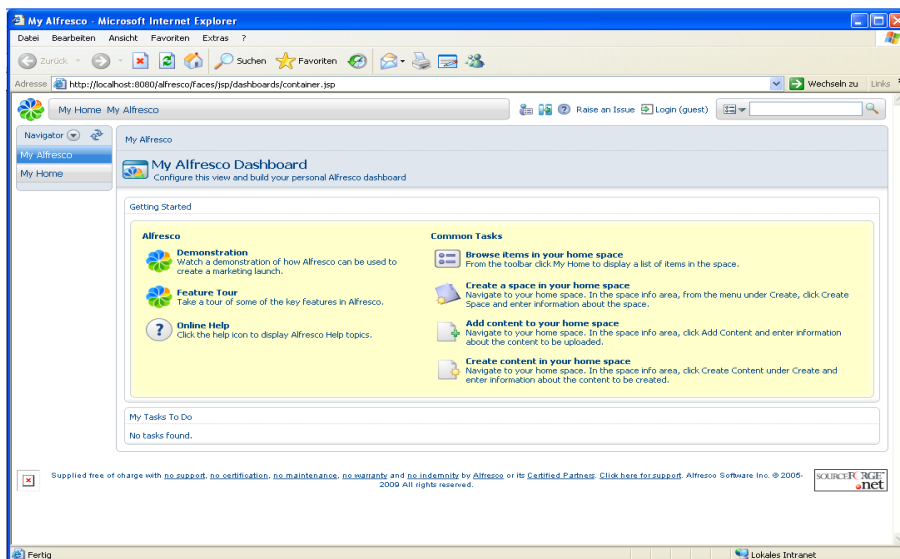 My Alfresco - Microsoft Internet Explorer
Datei Bearbeiten Ansicht Favoriten Extras ?
Zurück Suchen Favoriten
Adresse http://localhost:8080/alfresco/faces/jsp/dashboards/container.jsp Wechseln zu Links
My Home My Alfresco Raise an Issue Login (guest)
Navigator
My Alfresco
My Home
My Alfresco
My Alfresco Dashboard
Configure this view and build your personal Alfresco dashboard
Getting Started
Alfresco
Demonstration
Watch a demonstration of how Alfresco can be used to
create a marketing launch.
Feature Tour
Take a tour of some of the key features in Alfresco.
Online Help
Click the help icon to display Alfresco Help topics.
Common Tasks
Browse items in your home space
From the toolbar click My Home to display a list of items in the space.
Create a space in your home space
Navigate to your home space. In the space info area, from the menu under Create, click Create
Space and enter information about the space.
Add content to your home space
Navigate to your home space. In the space info area, click Add Content and enter information
about the content to be uploaded.
Create content in your home space
Navigate to your home space. In the space info area, click Create Content under Create and
enter information about the content to be created.
My Tasks To Do
No tasks found.
Supplied free of charge with no support, no certification, no maintenance, no warranty and no indemnity by Alfresco or its Certified Partners. Click here for support. Alfresco Software Inc. © 2005-
2009 All rights reserved.
SOURCEFORGE
.net
Fertig Lokales Intranet